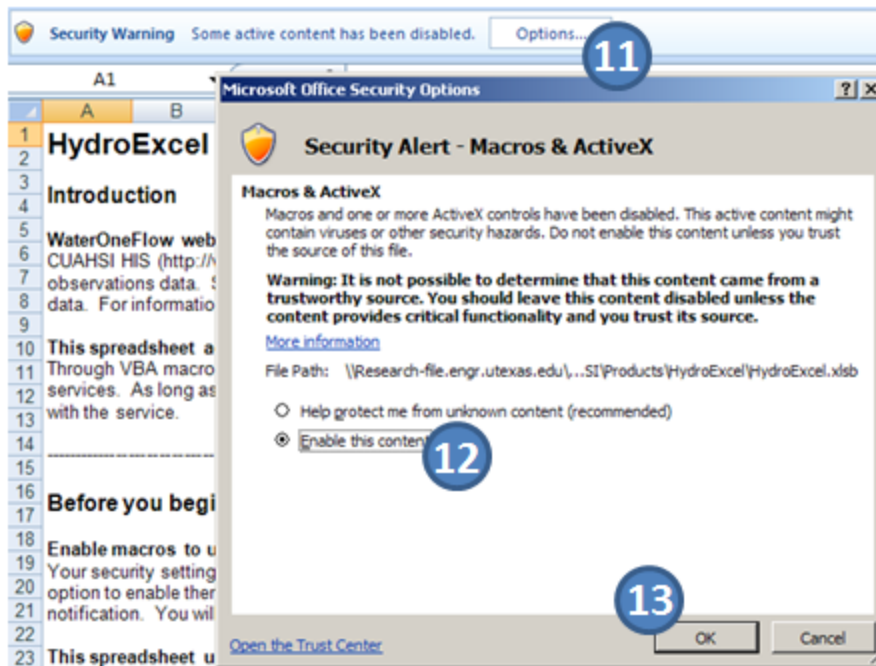 Security Warning Some active content has been disabled. Options...
11
A1
Microsoft Office Security Options
A B
1
2
HydroExcel
Security Alert - Macros & ActiveX
3
4
Introduction
Macros & ActiveX
Macros and one or more ActiveX controls have been disabled. This active content might
contain viruses or other security hazards. Do not enable this content unless you trust
the source of this file.
5
6 WaterOneFlow web
7 CUAHSI HIS (http://
8 observations data.
9 data. For informatio
Warning: It is not possible to determine that this content came from a
trustworthy source. You should leave this content disabled unless the
content provides critical functionality and you trust its source.
More information
10 This spreadsheet a
11 Through VBA macro
12 services. As long as
13 with the service.
File Path: \\Research-file.engr.utexas.edu\...SI\Products\HydroExcel\HydroExcel.xlsb
Help protect me from unknown content (recommended)
Enable this content
12
14
15 --------------------
16
17 Before you begi
18 Enable macros to u
19 Your security setting
20 option to enable ther
21 notification. You wil
22
23 This spreadsheet u
13
Open the Trust Center
OK Cancel